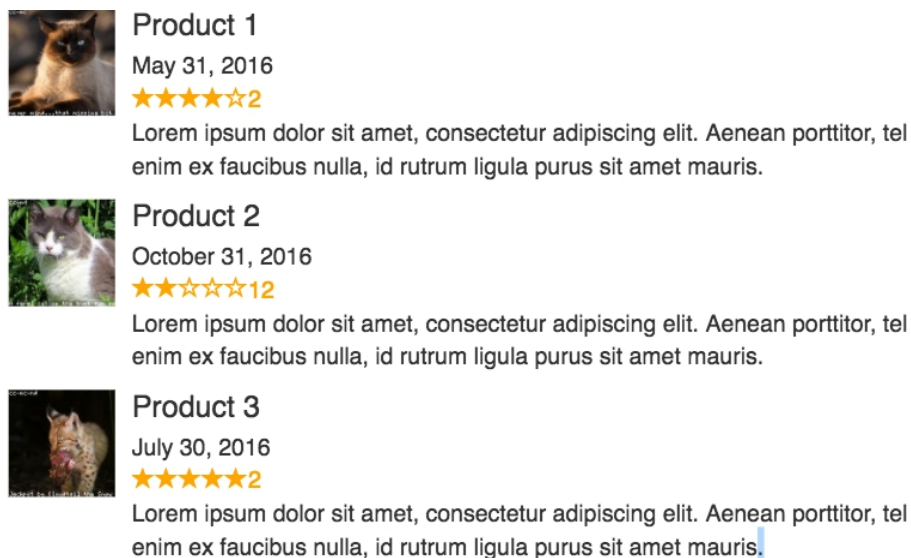 Product 1
May 31, 2016
★★★★☆2
Lorem ipsum dolor sit amet, consectetur adipiscing elit. Aenean porttitor, tel
enim ex faucibus nulla, id rutrum ligula purus sit amet mauris.
Product 2
October 31, 2016
★★☆☆☆12
Lorem ipsum dolor sit amet, consectetur adipiscing elit. Aenean porttitor, tel
enim ex faucibus nulla, id rutrum ligula purus sit amet mauris.
Product 3
July 30, 2016
★★★★★2
Lorem ipsum dolor sit amet, consectetur adipiscing elit. Aenean porttitor, tel
enim ex faucibus nulla, id rutrum ligula purus sit amet mauris.